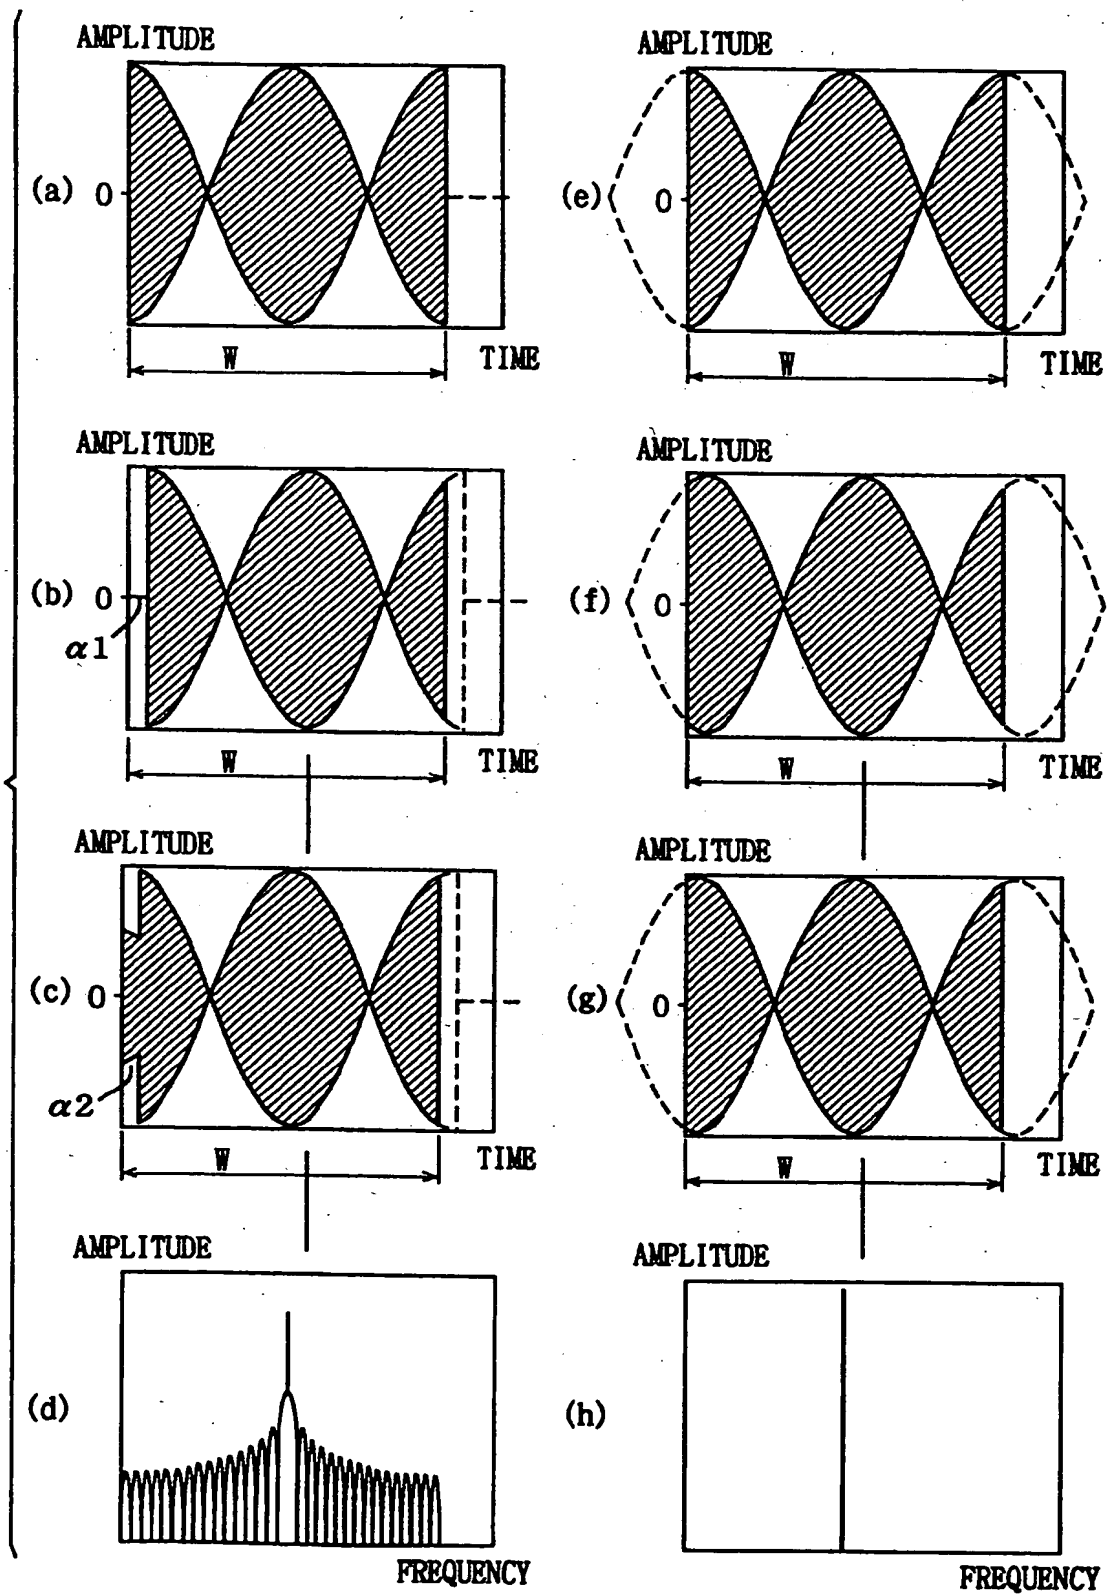 AMPLITUDE
(a)
0
W
TIME
AMPLITUDE
(b)
0
α1
W
TIME
AMPLITUDE
(c)
0
α2
W
TIME
AMPLITUDE
(d)
FREQUENCY
AMPLITUDE
(e)
0
W
TIME
AMPLITUDE
(f)
0
W
TIME
AMPLITUDE
(g)
0
W
TIME
AMPLITUDE
(h)
FREQUENCY